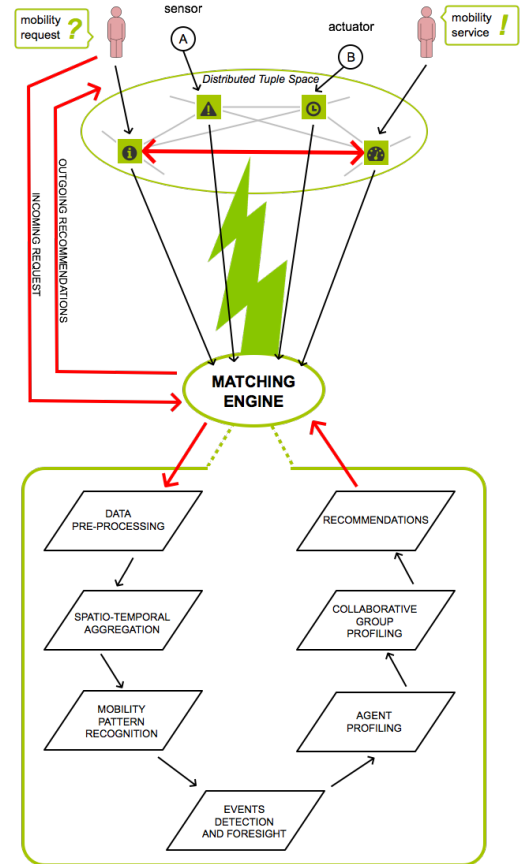 mobility
request ?
sensor
A
actuator
B
mobility
service !
Distributed Tuple Space
INCOMING REQUEST
OUTGOING RECOMMENDATIONS
MATCHING
ENGINE
DATA
PRE-PROCESSING
RECOMMENDATIONS
SPATIO-TEMPORAL
AGGREGATION
COLLABORATIVE
GROUP
PROFILING
MOBILITY
PATTERN
RECOGNITION
AGENT
PROFILING
EVENTS
DETECTION
AND FORESIGHT